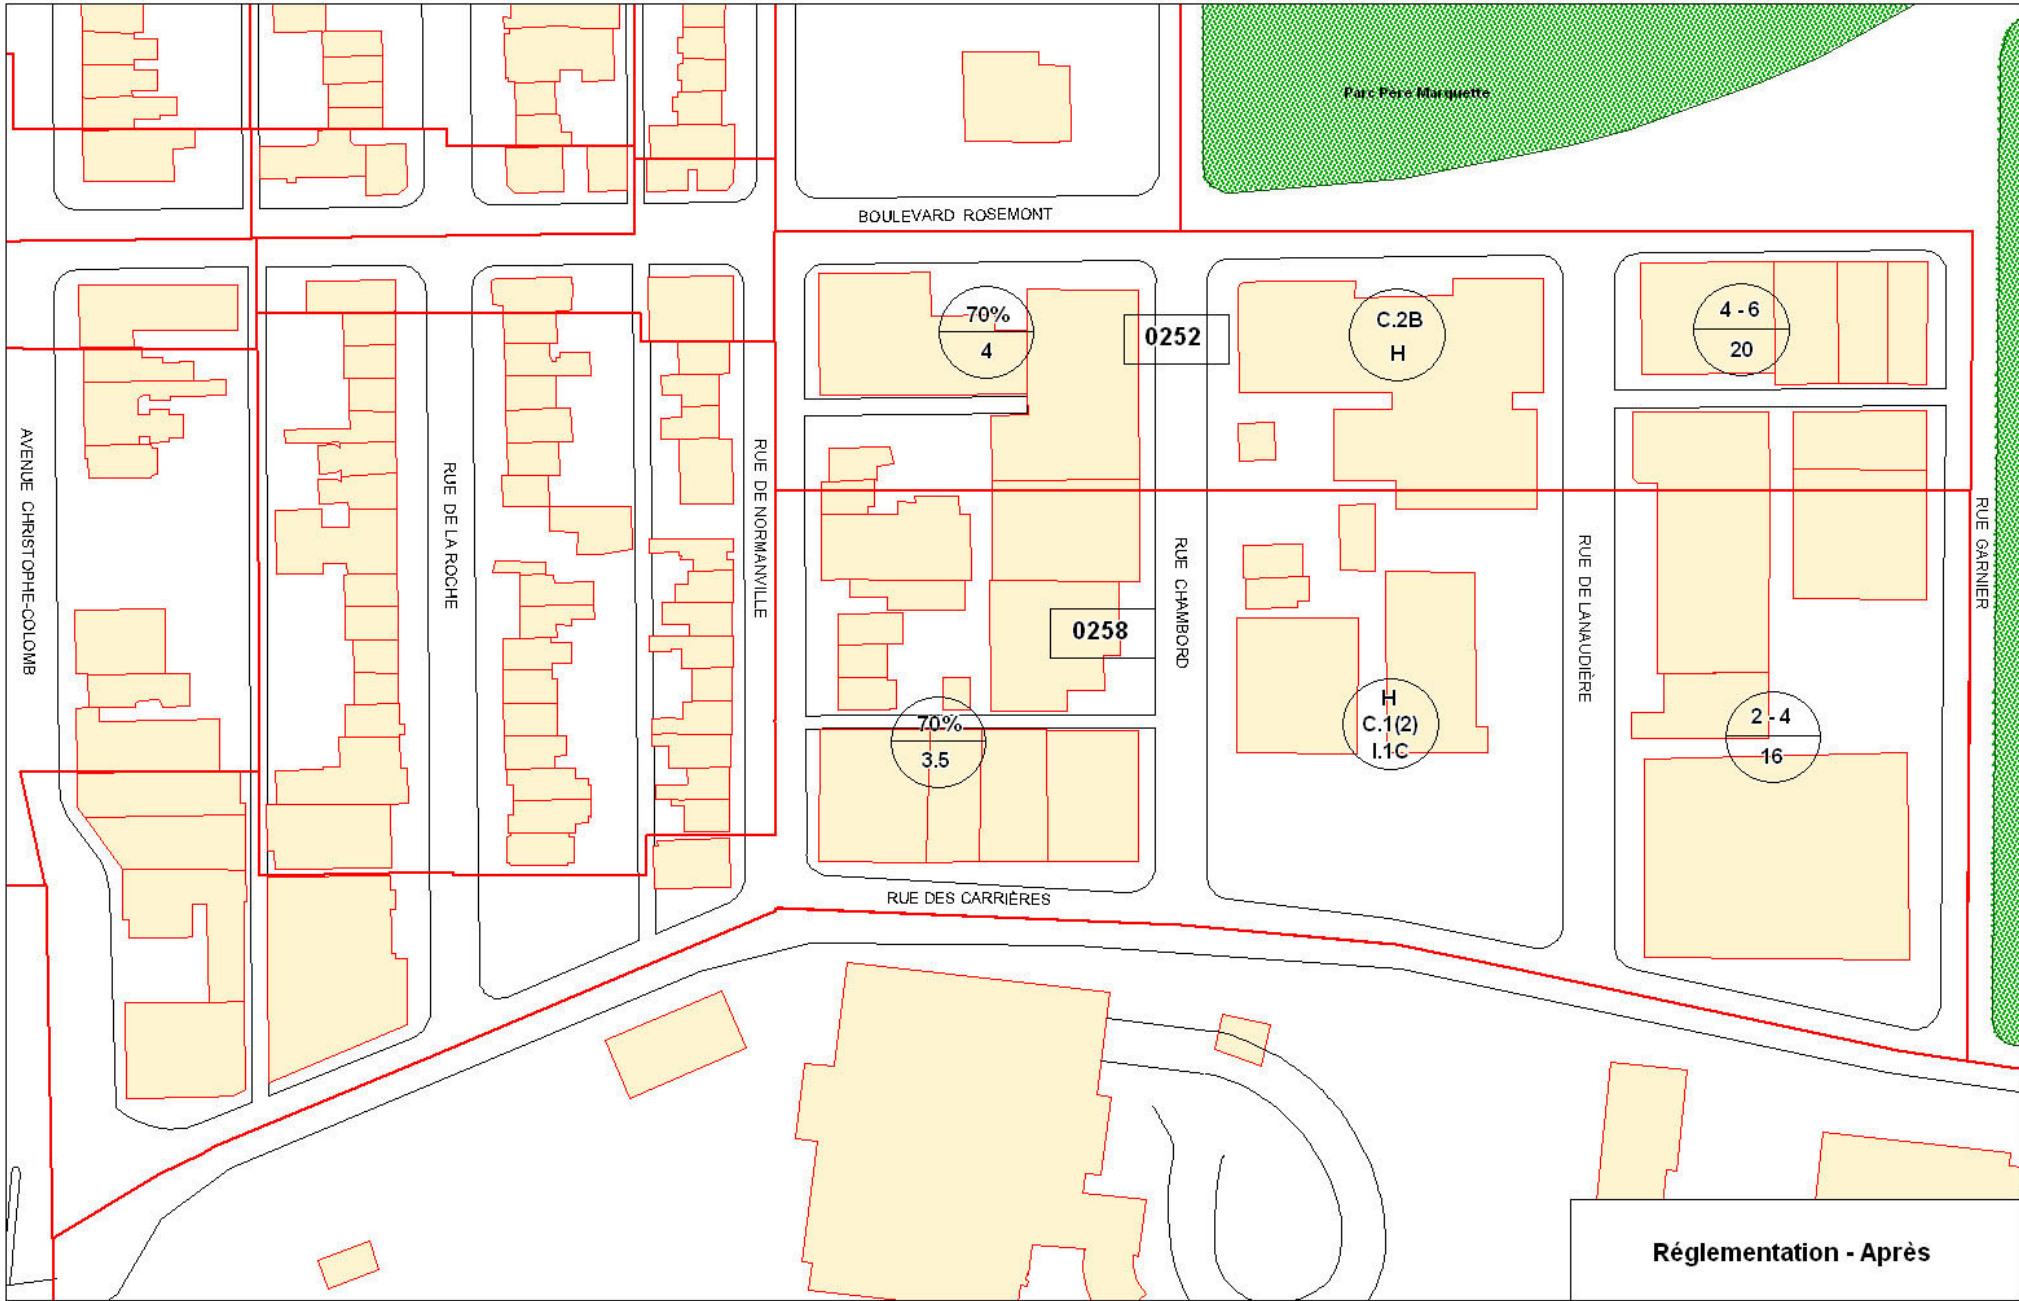 Parc Père Marquette
BOULEVARD ROSEMONT
70%
4
0252
C.2B
H
4 - 6
20
AVENUE CHRISTOPHE-COLOMB
RUE DE LA ROCHE
RUE DE NORMANVILLE
RUE CHAMBORD
RUE DE LANAUDIÈRE
RUE GARNIER
0258
70%
3.5
H
C.1(2)
I.1C
2 - 4
16
RUE DES CARRIÈRES
Réglementation - Après